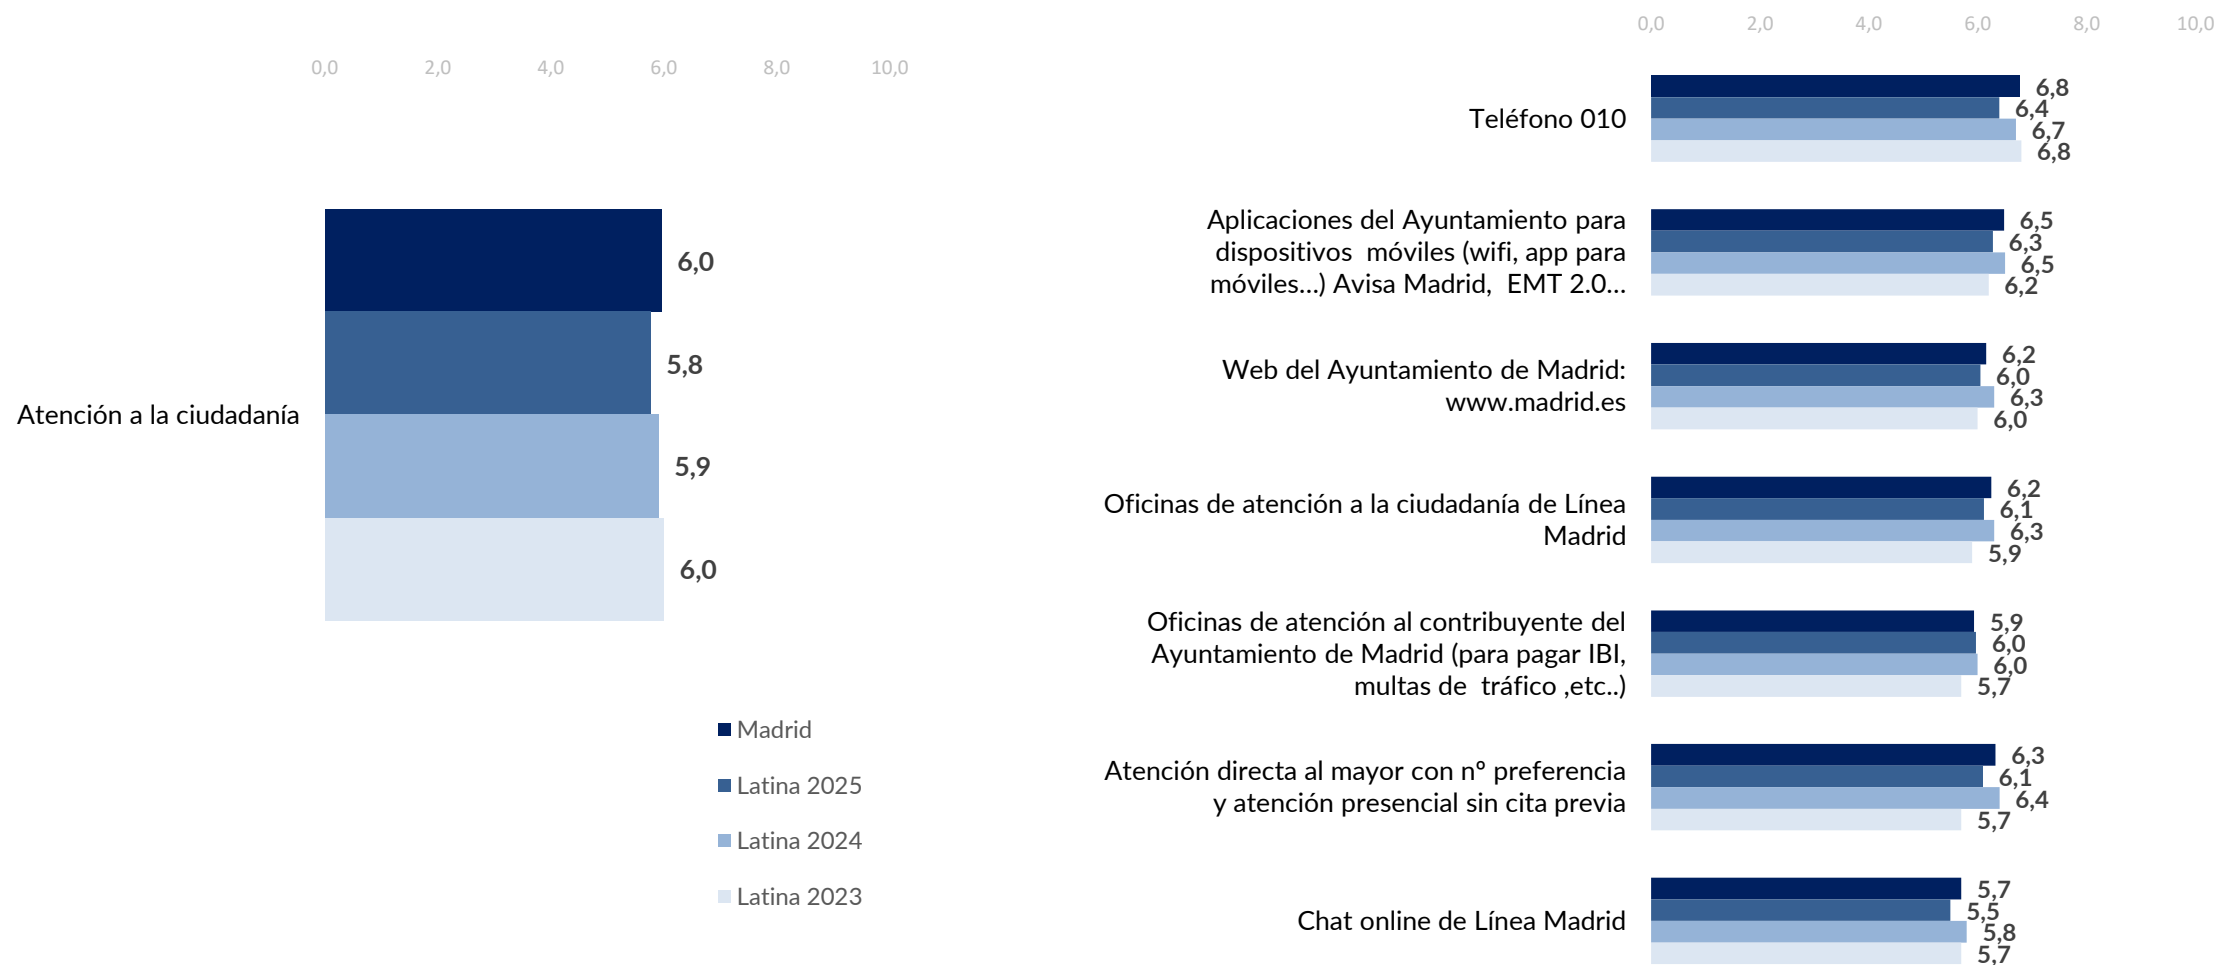 0,0 2,0 4,0 6,0 8,0 10,0
Atención a la ciudadanía
6,0
5,8
5,9
6,0
Madrid
Latina 2025
Latina 2024
Latina 2023
0,0 2,0 4,0 6,0 8,0 10,0
Teléfono 010
6,8
6,4
6,7
6,8
Aplicaciones del Ayuntamiento para
dispositivos  móviles (wifi, app para
móviles...) Avisa Madrid,  EMT 2.0...
6,5
6,3
6,5
6,2
Web del Ayuntamiento de Madrid:
www.madrid.es
6,2
6,0
6,3
6,0
Oficinas de atención a la ciudadanía de Línea
Madrid
6,2
6,1
6,3
5,9
Oficinas de atención al contribuyente del
Ayuntamiento de Madrid (para pagar IBI,
multas de  tráfico ,etc..)
5,9
6,0
6,0
5,7
Atención directa al mayor con nº preferencia
y atención presencial sin cita previa
6,3
6,1
6,4
5,7
Chat online de Línea Madrid
5,7
5,5
5,8
5,7